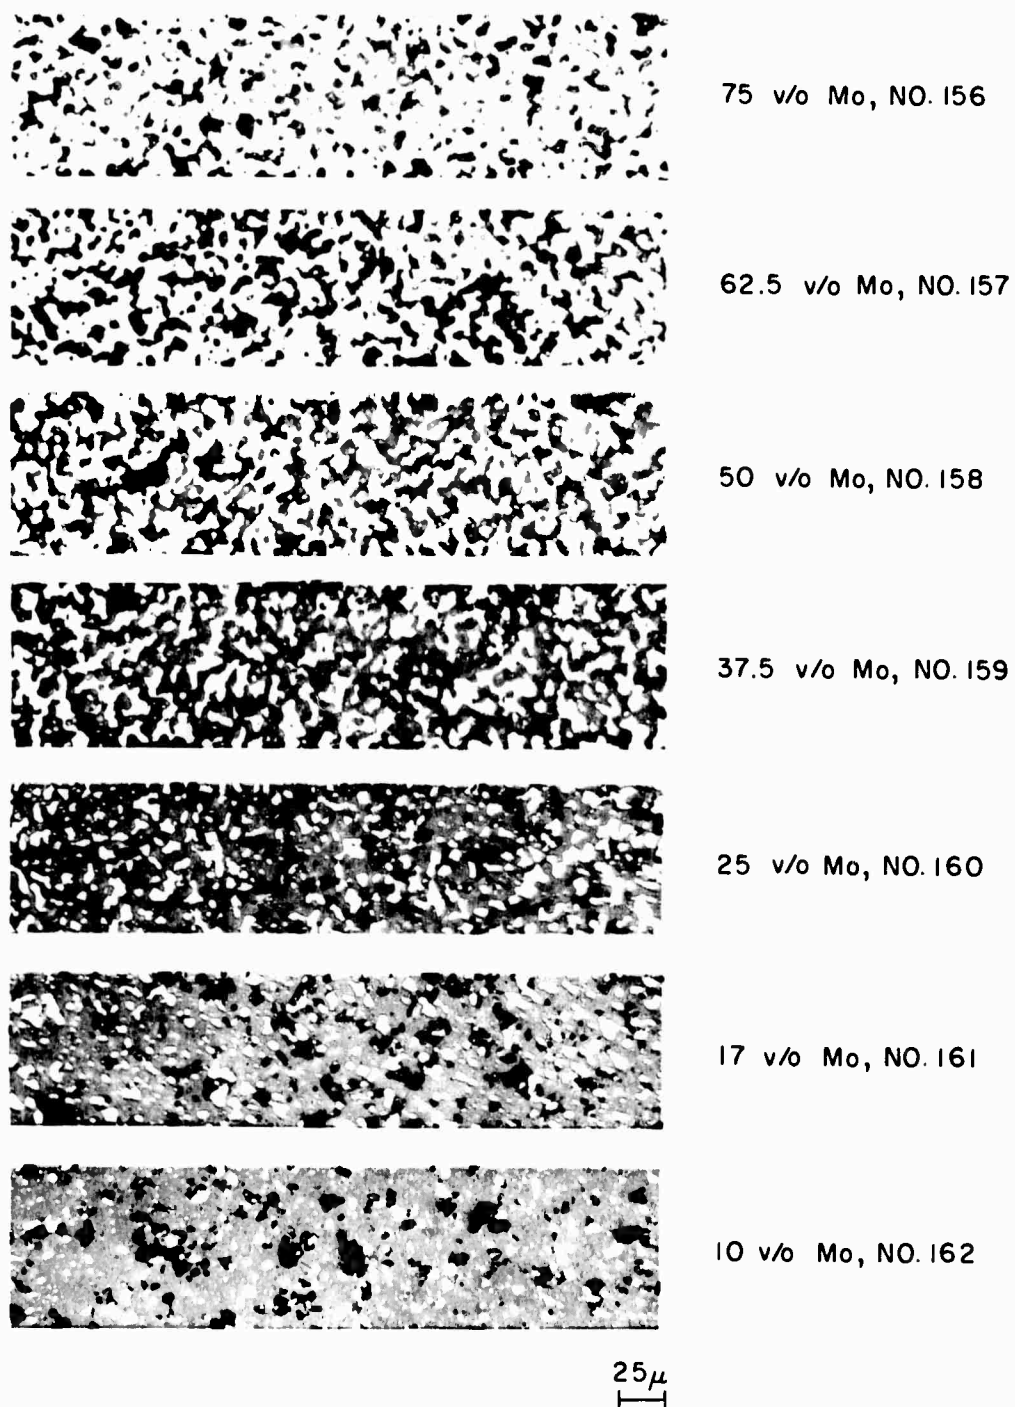 75 v/o Mo, NO. 156
62.5 v/o Mo, NO. 157
50 v/o Mo, NO. 158
37.5 v/o Mo, NO. 159
25 v/o Mo, NO. 160
17 v/o Mo, NO. 161
10 v/o Mo, NO. 162
25μ